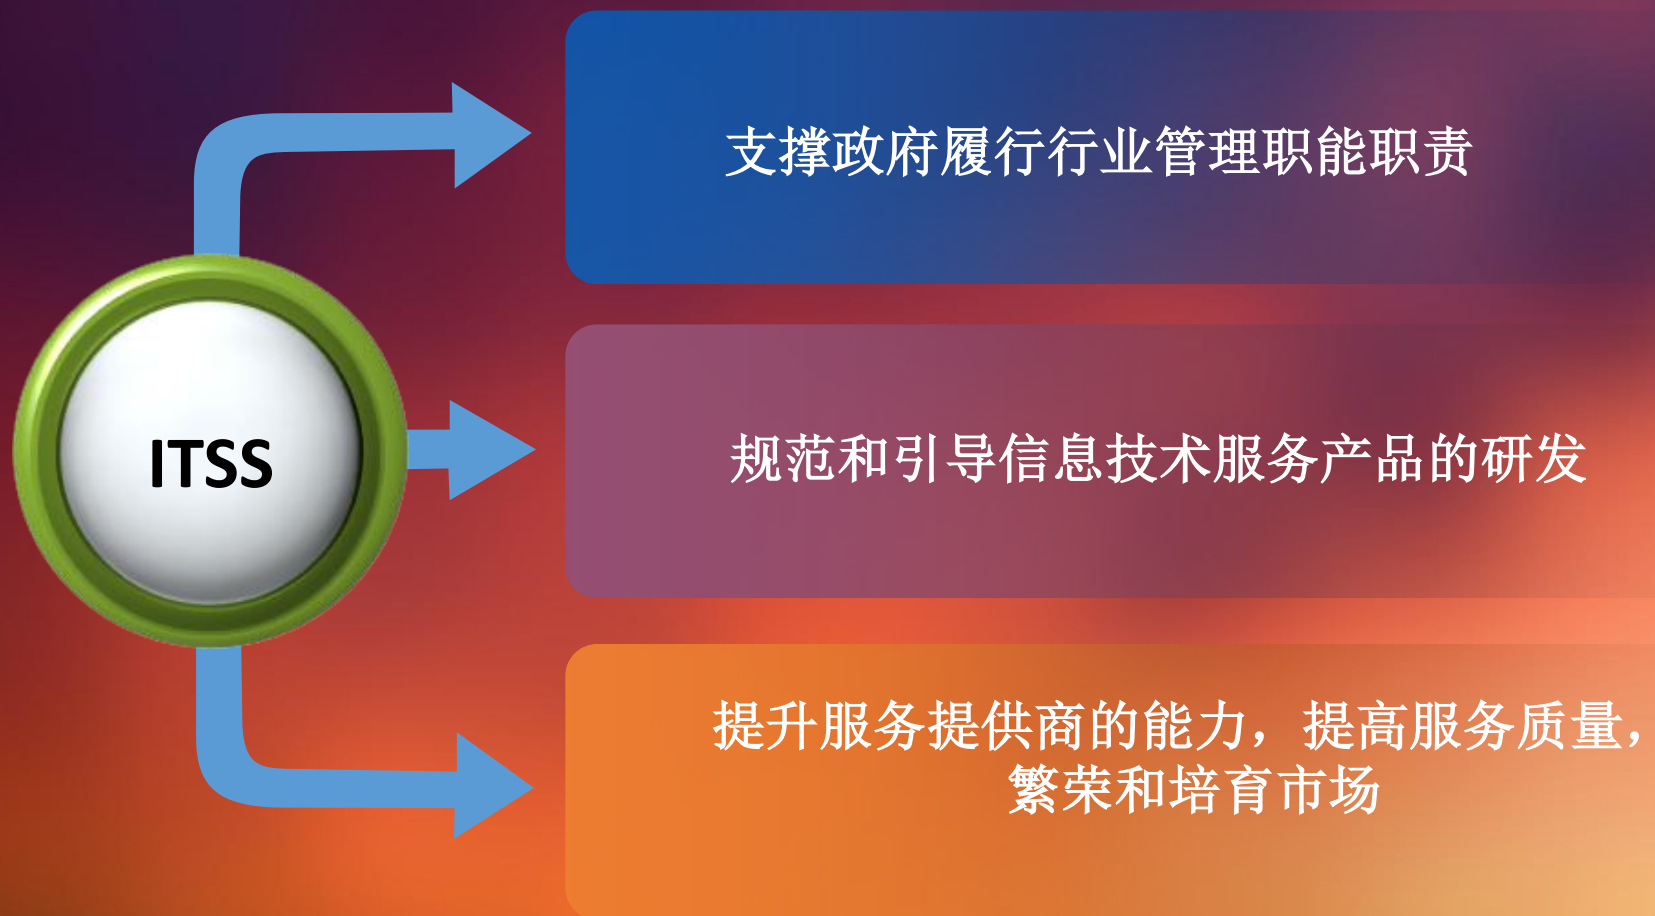 支撑政府履行行业管理职能职责
ITSS
规范和引导信息技术服务产品的研发
提升服务提供商的能力，提高服务质量，
繁荣和培育市场